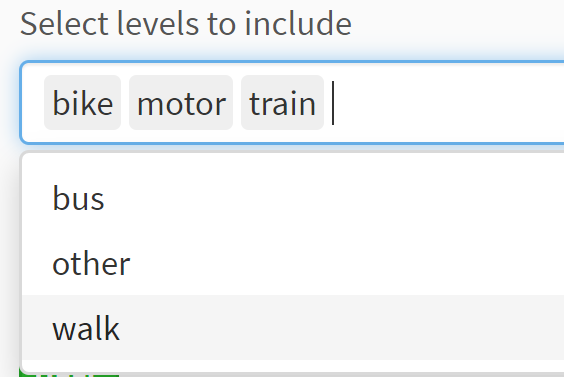 Select levels to include
bike motor train
bus
other
walk